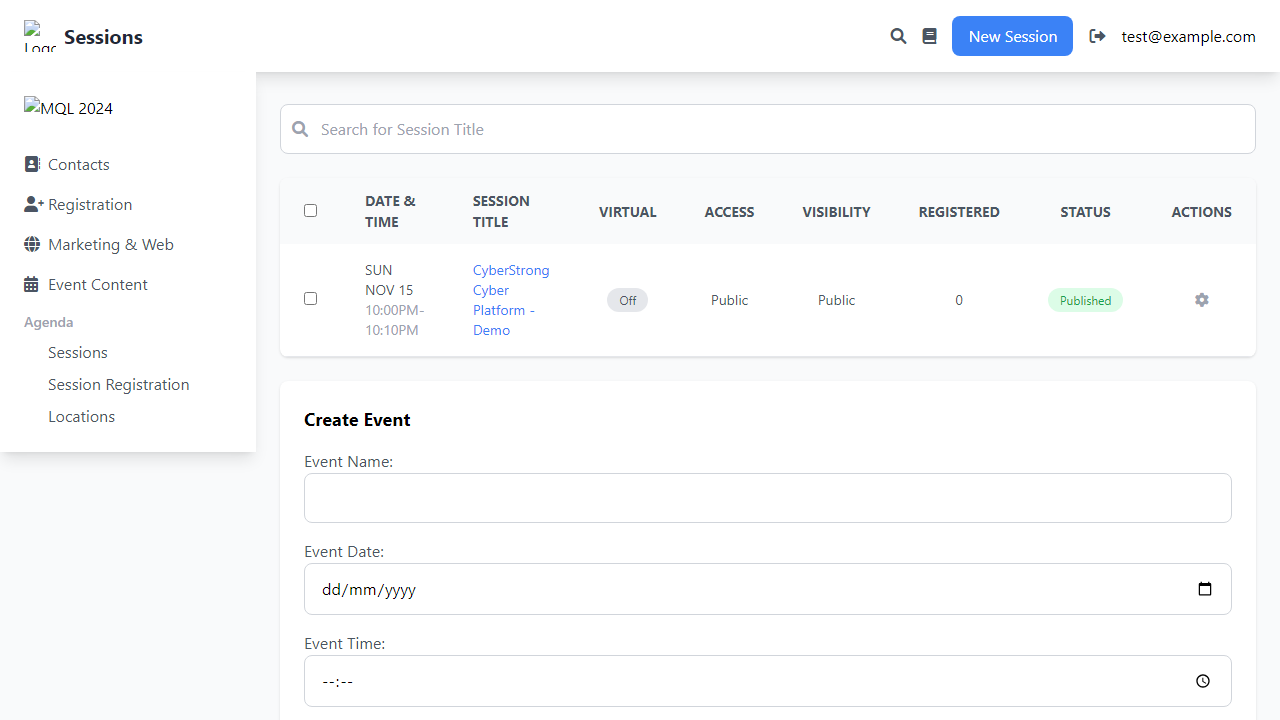 Logo
Sessions
New Session
test@example.com
MQL 2024
Contacts
Registration
Marketing & Web
Event Content
Agenda
Sessions
Session Registration
Locations
Search for Session Title
DATE &
TIME
SESSION
TITLE
VIRTUAL
ACCESS
VISIBILITY
REGISTERED
STATUS
ACTIONS
SUN
NOV 15
10:00PM-
10:10PM
CyberStrong
Cyber
Platform -
Demo
Off
Public
Public
0
Published
Create Event
Event Name:
Event Date:
dd/mm/yyyy
Event Time:
--:--